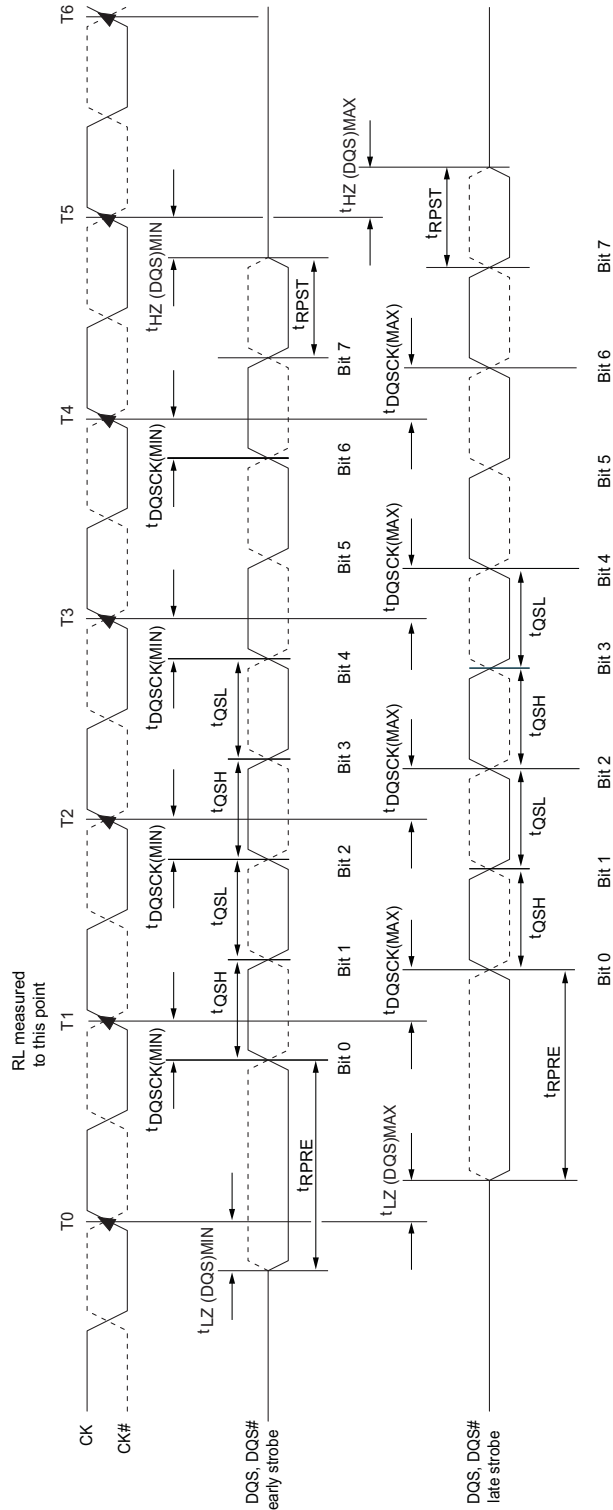 RL measured
to this point
T0
T1
T2
T3
T4
T5
T6
CK
CK#
tLZ (DQS)MIN
tDQSCK(MIN)
tDQSCK(MIN)
tDQSCK(MIN)
tDQSCK(MIN)
tHZ (DQS)MIN
DQS, DQS#
early strobe
tRPRE
tQSH
tQSL
tQSH
tQSL
tRPST
Bit 0
Bit 1
Bit 2
Bit 3
Bit 4
Bit 5
Bit 6
Bit 7
tLZ (DQS)MAX
tDQSCK(MAX)
tDQSCK(MAX)
tDQSCK(MAX)
tDQSCK(MAX)
tHZ (DQS)MAX
DQS, DQS#
late strobe
tRPRE
tQSH
tQSL
tQSH
tQSL
tRPST
Bit 0
Bit 1
Bit 2
Bit 3
Bit 4
Bit 5
Bit 6
Bit 7